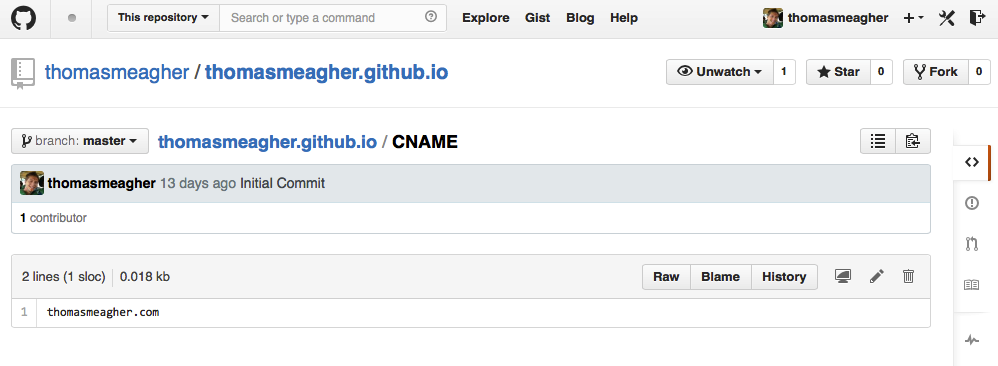 This repository Search or type a command Explore Gist Blog Help thomasmeagher
thomasmeagher / thomasmeagher.github.io Unwatch 1 Star 0 Fork 0
branch: master thomasmeagher.github.io / CNAME
thomasmeagher 13 days ago Initial Commit
1 contributor
2 lines (1 sloc) 0.018 kb Raw Blame History
1 thomasmeagher.com